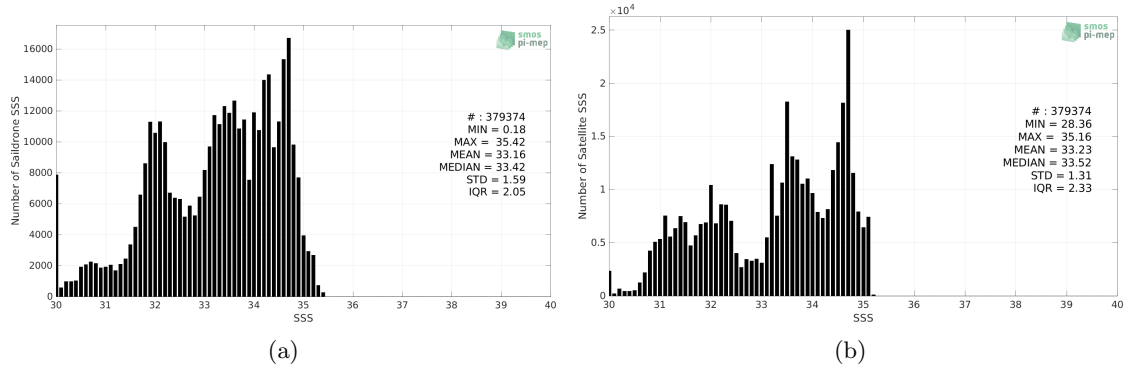 16000
14000
12000
10000
8000
6000
4000
2000
0
Number of Saildrone SSS
30 31 32 33 34 35 36 37 38 39 40
SSS
smos
pi-mep
# : 379374
MIN = 0.18
MAX = 35.42
MEAN = 33.16
MEDIAN = 33.42
STD = 1.59
IQR = 2.05
(a)
×10⁴
2.5
2
1.5
1
0.5
0
Number of Satellite SSS
30 31 32 33 34 35 36 37 38 39 40
SSS
smos
pi-mep
# : 379374
MIN = 28.36
MAX = 35.16
MEAN = 33.23
MEDIAN = 33.52
STD = 1.31
IQR = 2.33
(b)